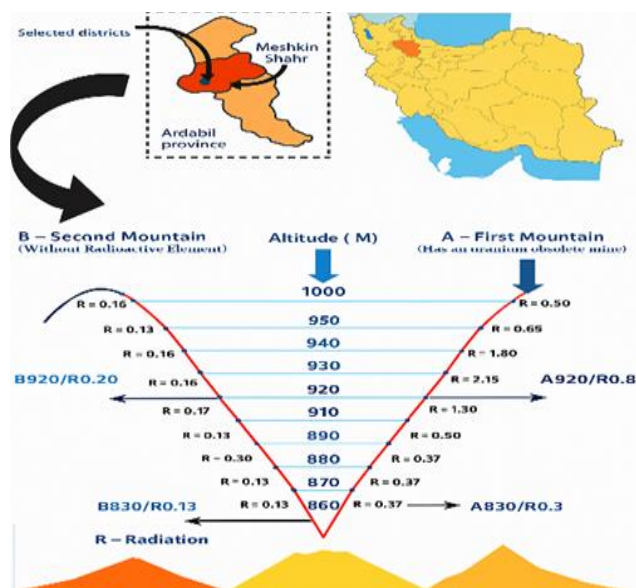 Selected districts
Meshkin
Shahr
Ardabil
province
B – Second Mountain
(Without Radioactive Element)
Altitude ( M)
A – First Mountain
(Has an uranium obsolete mine)
1000
R = 0.16
R = 0.50
950
R = 0.13
R = 0.65
940
R = 0.16
R = 1.80
930
B920/R0.20
R = 0.16
R = 2.15
A920/R0.8
920
R = 0.17
R = 1.30
910
R = 0.13
R = 0.50
890
R = 0.30
R = 0.37
880
R = 0.13
R = 0.37
870
B830/R0.13
R = 0.13
860
R = 0.37
A830/R0.3
R – Radiation